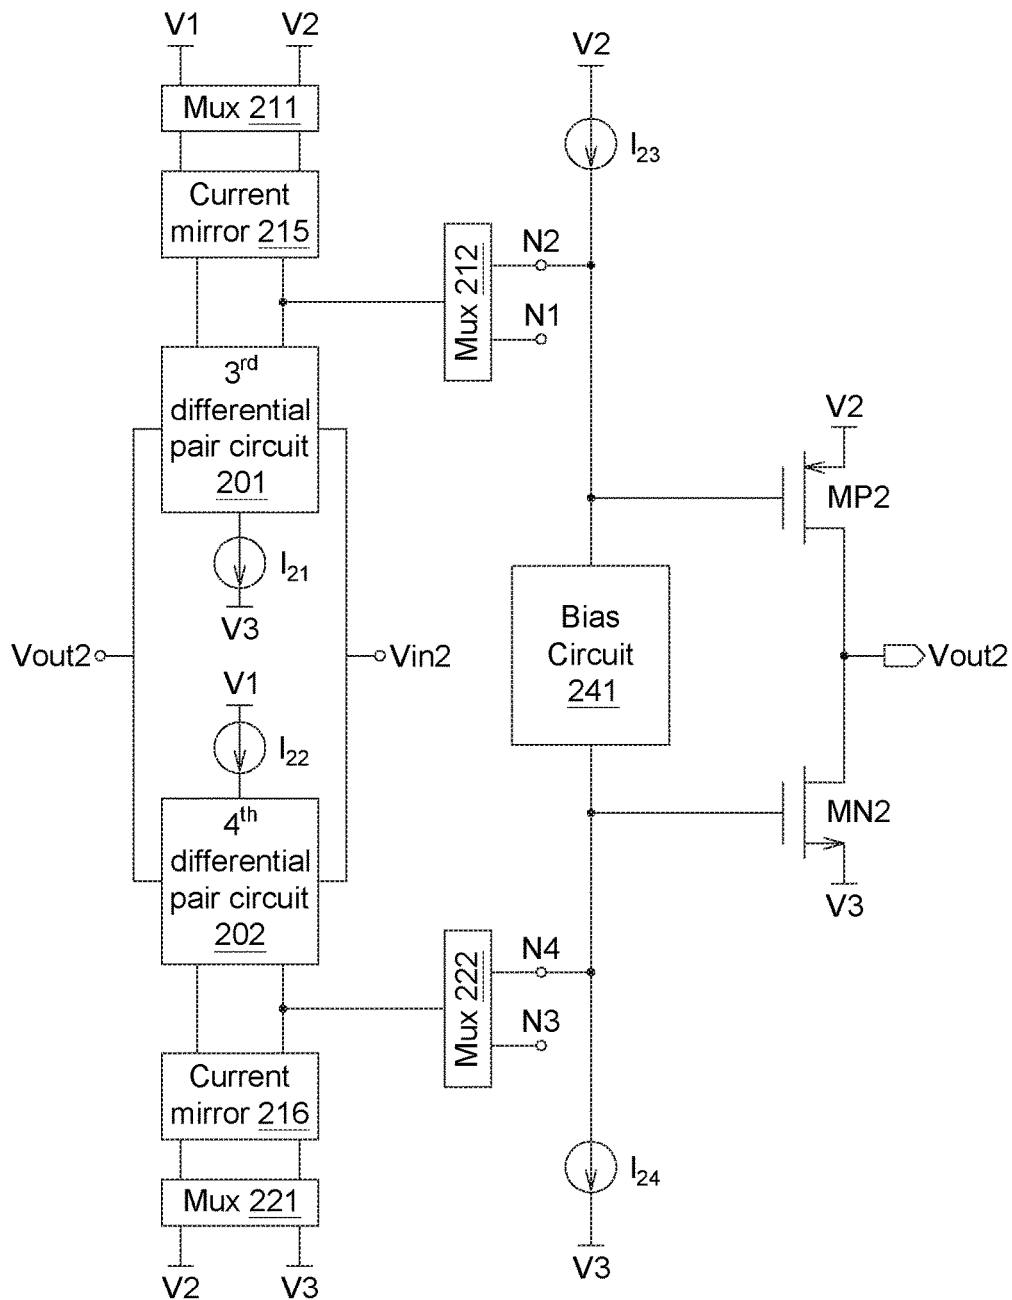 V1
V2
Mux 211
Current
mirror 215
V2
I23
Mux 212
N2
N1
3rd
differential
pair circuit
201
I21
V3
Vout2
Vin2
V1
I22
4th
differential
pair circuit
202
Bias
Circuit
241
V2
MP2
Vout2
MN2
V3
Mux 222
N4
N3
Current
mirror 216
Mux 221
V2
V3
I24
V3